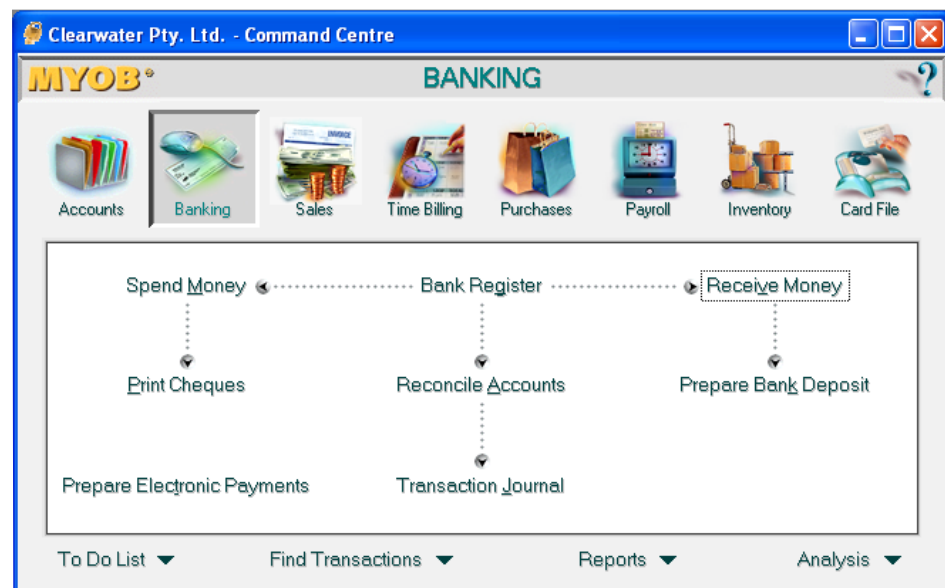 Clearwater Pty. Ltd. - Command Centre
MYOB® BANKING ?
Accounts Banking Sales Time Billing Purchases Payroll Inventory Card File
Spend Money Bank Register Receive Money
Print Cheques Reconcile Accounts Prepare Bank Deposit
Prepare Electronic Payments Transaction Journal
To Do List Find Transactions Reports Analysis